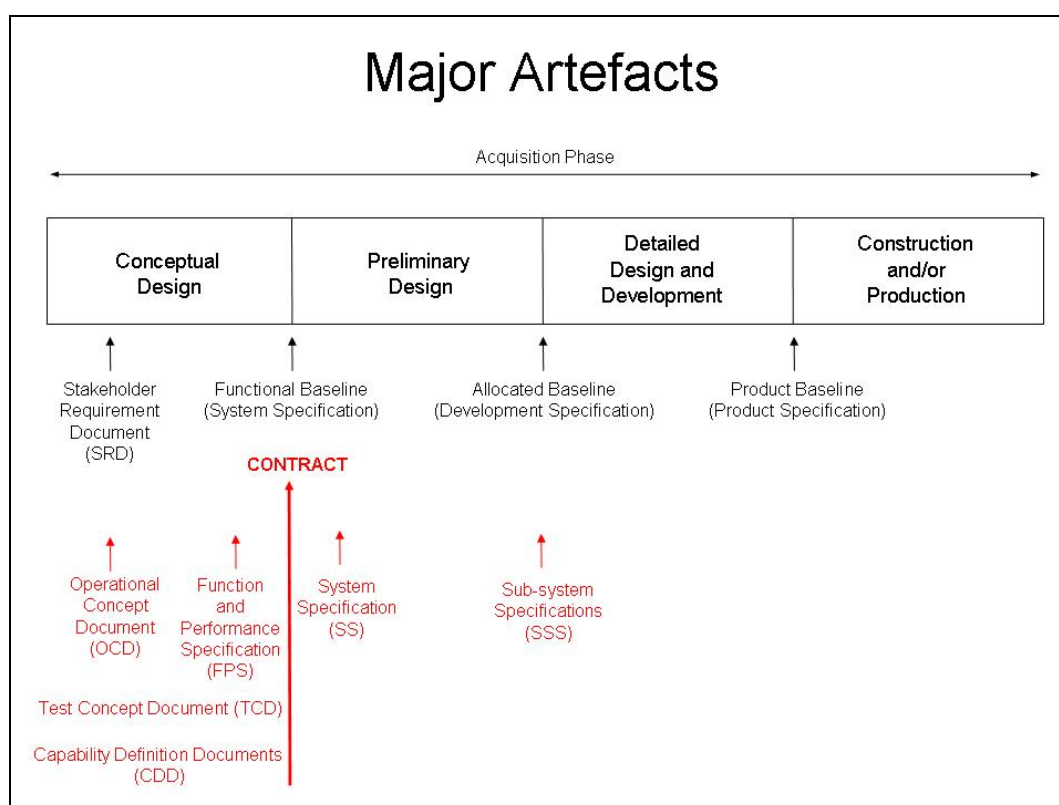 Major Artefacts
Acquisition Phase
Conceptual
Design
Preliminary
Design
Detailed
Design and
Development
Construction
and/or
Production
Stakeholder
Requirement
Document
(SRD)
Functional Baseline
(System Specification)
Allocated Baseline
(Development Specification)
Product Baseline
(Product Specification)
CONTRACT
Operational
Concept
Document
(OCD)
Function
and
Performance
Specification
(FPS)
System
Specification
(SS)
Sub-system
Specifications
(SSS)
Test Concept Document (TCD)
Capability Definition Documents
(CDD)